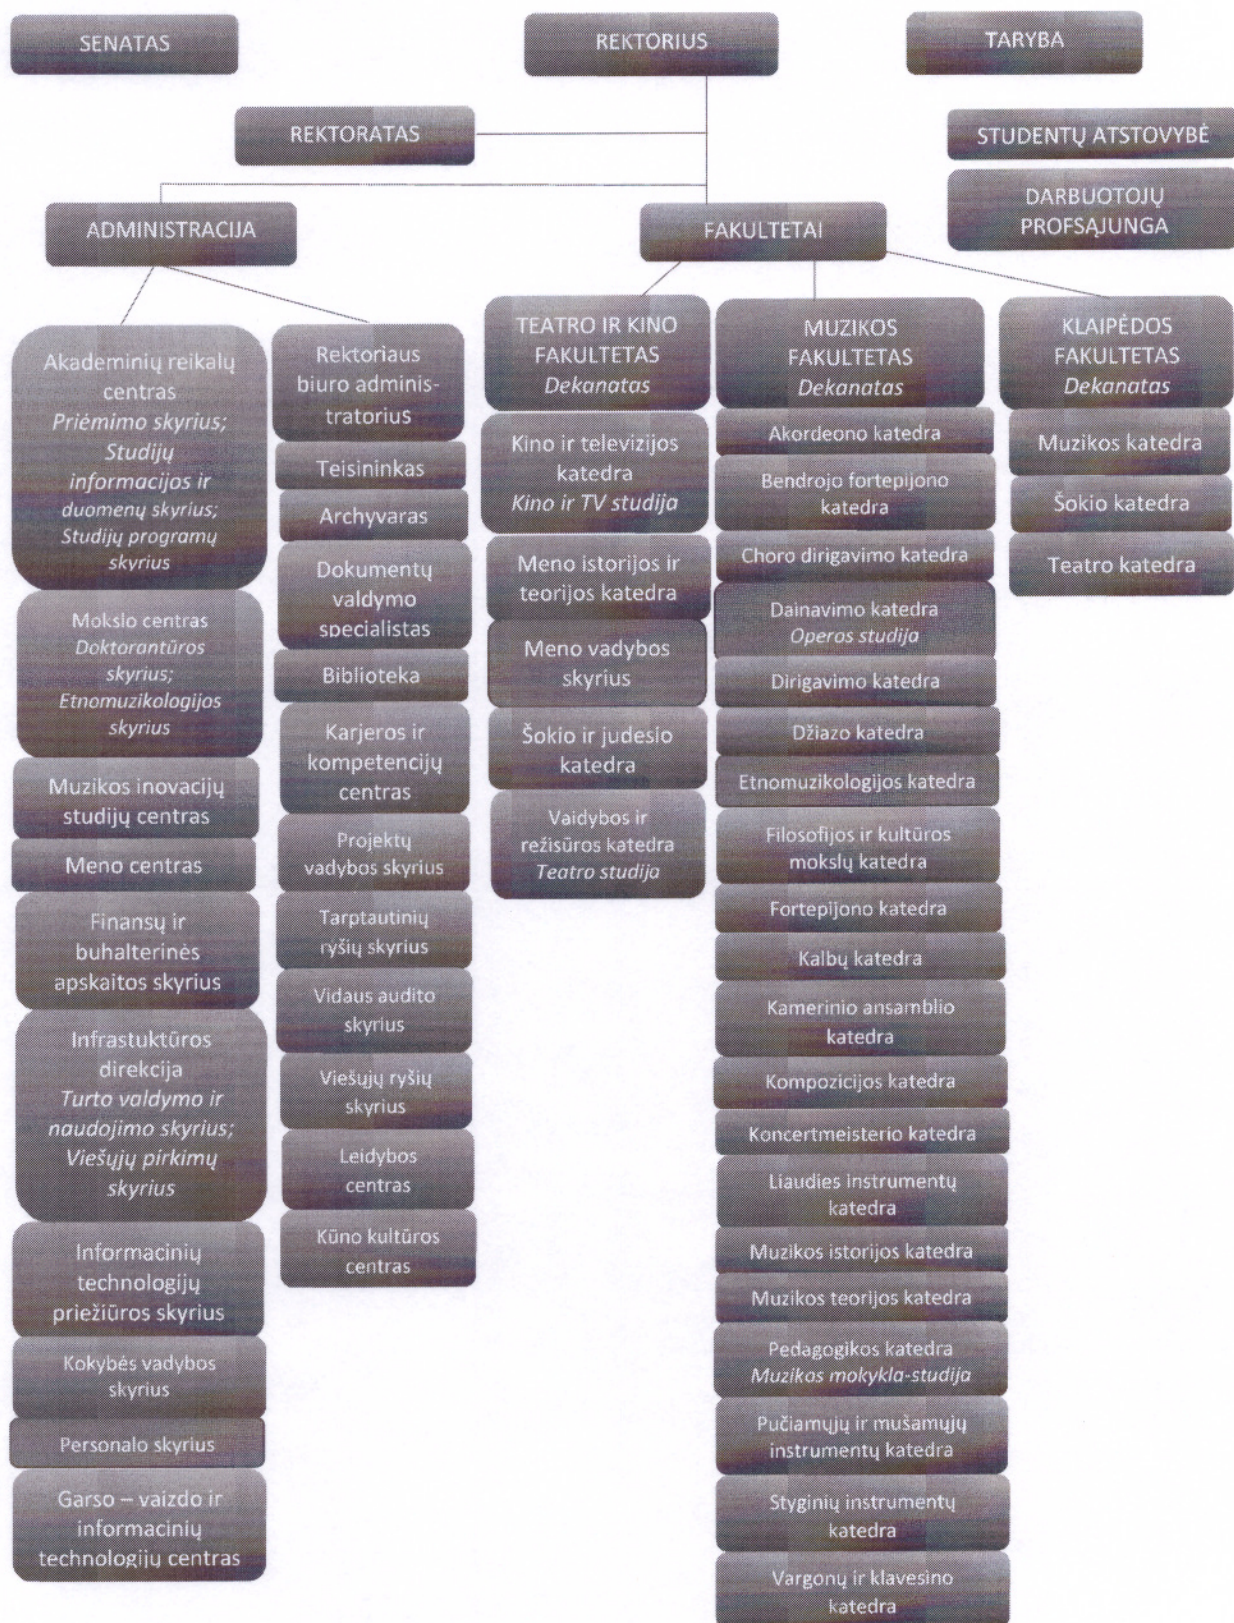 SENATAS
REKTORIUS
TARYBA
REKTORATAS
STUDENTŲ ATSTOVYBĖ
DARBUOTOJŲ
PROFSĄJUNGA
ADMINISTRACIJA
FAKULTETAI
Akademinių reikalų
centras
Priėmimo skyrius;
Studijų
informacijos ir
duomenų skyrius;
Studijų programų
skyrius
Mokslo centras
Doktorantūros
skyrius;
Etnomuzikologijos
skyrius
Muzikos inovacijų
studijų centras
Meno centras
Finansų ir
buhalterinės
apskaitos skyrius
Infrastuktūros
direkcija
Turto valdymo ir
naudojimo skyrius;
Viešųjų pirkimų
skyrius
Informacinių
technologijų
priežiūros skyrius
Kokybės vadybos
skyrius
Personalo skyrius
Garso – vaizdo ir
informacinių
technologijų centras
Rektoriaus
biuro adminis-
tratorius
Teisininkas
Archyvaras
Dokumentų
valdymo
specialistas
Biblioteka
Karjeros ir
kompetencijų
centras
Projektų
vadybos skyrius
Tarptautinių
ryšių skyrius
Vidaus audito
skyrius
Viešųjų ryšių
skyrius
Leidybos
centras
Kūno kultūros
centras
TEATRO IR KINO
FAKULTETAS
Dekanatas
Kino ir televizijos
katedra
Kino ir TV studija
Meno istorijos ir
teorijos katedra
Meno vadybos
skyrius
Šokio ir judesio
katedra
Vaidybos ir
režisūros katedra
Teatro studija
MUZIKOS
FAKULTETAS
Dekanatas
Akordeono katedra
Bendrojo fortepijono
katedra
Choro dirigavimo katedra
Dainavimo katedra
Operos studija
Dirigavimo katedra
Džiazo katedra
Etnomuzikologijos katedra
Filosofijos ir kultūros
mokslų katedra
Fortepijono katedra
Kalbų katedra
Kamerinio ansamblio
katedra
Kompozicijos katedra
Koncertmeisterio katedra
Liaudies instrumentų
katedra
Muzikos istorijos katedra
Muzikos teorijos katedra
Pedagogikos katedra
Muzikos mokykla-studija
Pučiamųjų ir mušamųjų
instrumentų katedra
Styginių instrumentų
katedra
Vargonų ir klavesino
katedra
KLAIPĖDOS
FAKULTETAS
Dekanatas
Muzikos katedra
Šokio katedra
Teatro katedra